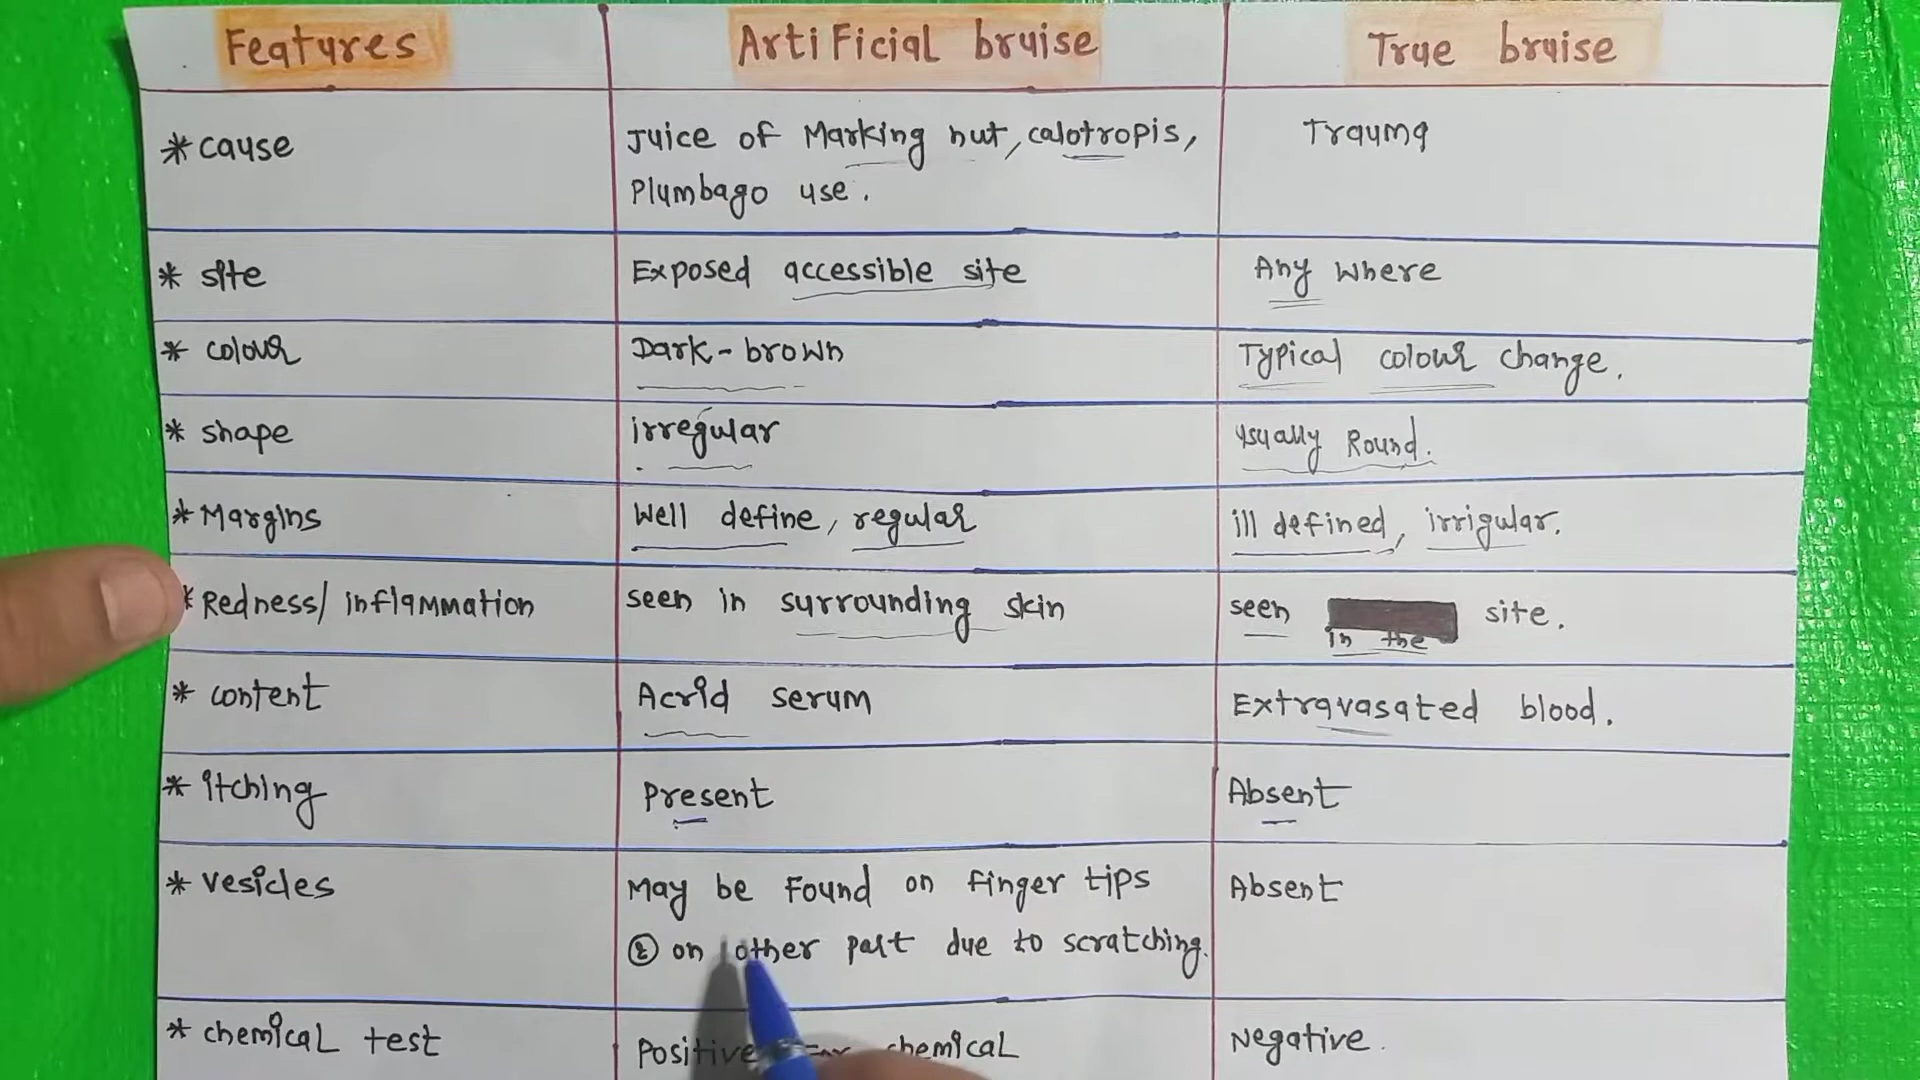 Features Artificial bruise True bruise
* cause Juice of Marking nut, calotropis, Trauma
Plumbago use.
* site Exposed accessible site Any where
* colour Dark-brown Typical colour change.
* shape irregular usually Round.
* Margins Well define, regular ill defined, irrigular.
* Redness/ inflammation seen in surrounding skin seen in the site.
* content Acrid serum Extravasated blood.
* itching Present Absent
* vesicles May be Found on finger tips Absent
& on other part due to scratching.
* chemical test Positive chemical Negative.